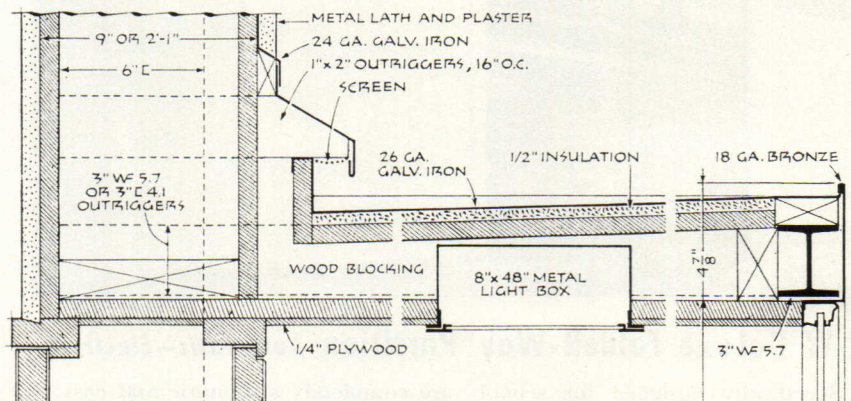 METAL LATH AND PLASTER
9" OR 2'-1"
24 GA. GALV. IRON
1" x 2" OUTRIGGERS, 16" O.C.
6" [
SCREEN
26 GA.
GALV. IRON
1/2" INSULATION
18 GA. BRONZE
3" WF 5.7
OR 3" [ 4.1
OUTRIGGERS
4 7/8
WOOD BLOCKING
8" x 48" METAL
LIGHT BOX
1/4" PLYWOOD
3" WF 5.7